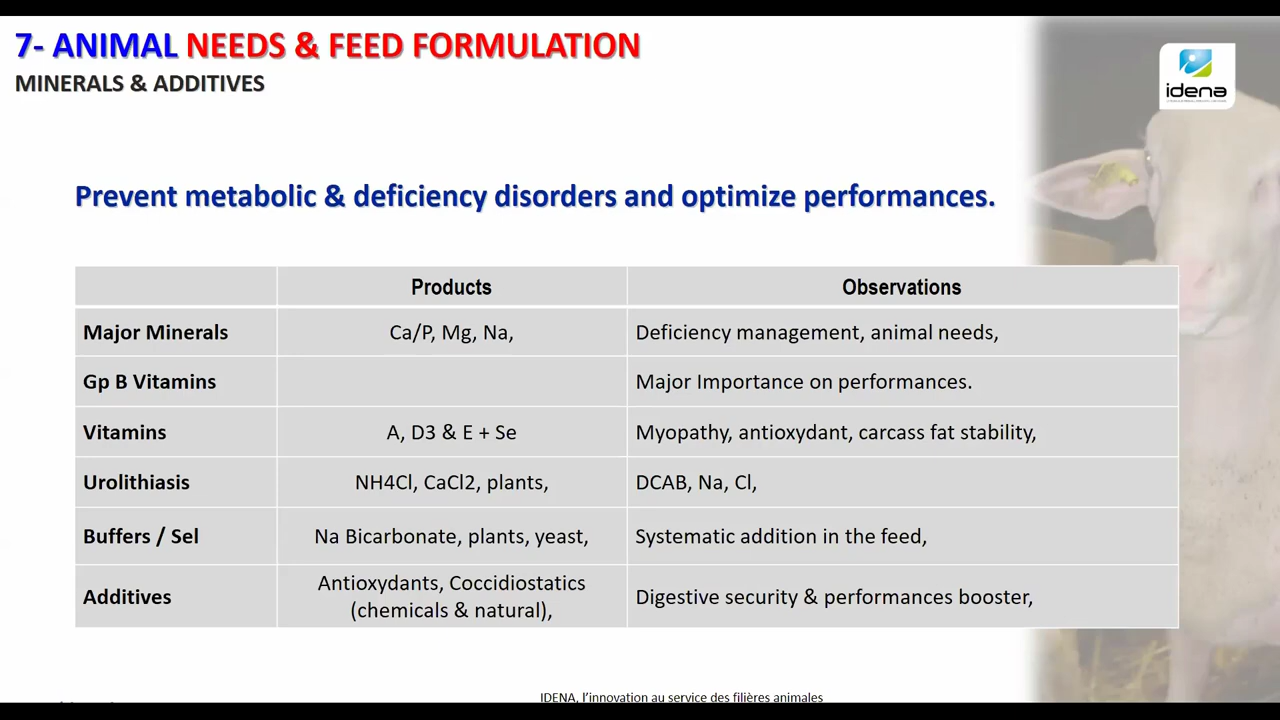 7- ANIMAL NEEDS & FEED FORMULATION
MINERALS & ADDITIVES
idena
Prevent metabolic & deficiency disorders and optimize performances.
Products Observations
Major Minerals Ca/P, Mg, Na, Deficiency management, animal needs,
Gp B Vitamins Major Importance on performances.
Vitamins A, D3 & E + Se Myopathy, antioxydant, carcass fat stability,
Urolithiasis NH4Cl, CaCl2, plants, DCAB, Na, Cl,
Buffers / Sel Na Bicarbonate, plants, yeast, Systematic addition in the feed,
Additives Antioxydants, Coccidiostatics (chemicals & natural), Digestive security & performances booster,
IDENA, l'innovation au service des filières animales